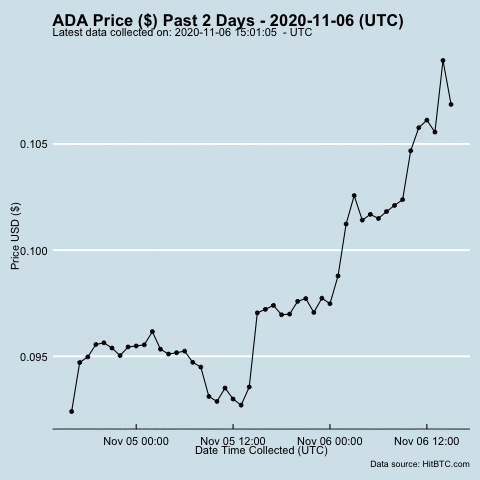 ADA Price ($) Past 2 Days - 2020-11-06 (UTC)
Latest data collected on: 2020-11-06 15:01:05 - UTC
Price USD ($)
0.105
0.100
0.095
Nov 05 00:00 Nov 05 12:00 Nov 06 00:00 Nov 06 12:00
Date Time Collected (UTC)
Data source: HitBTC.com